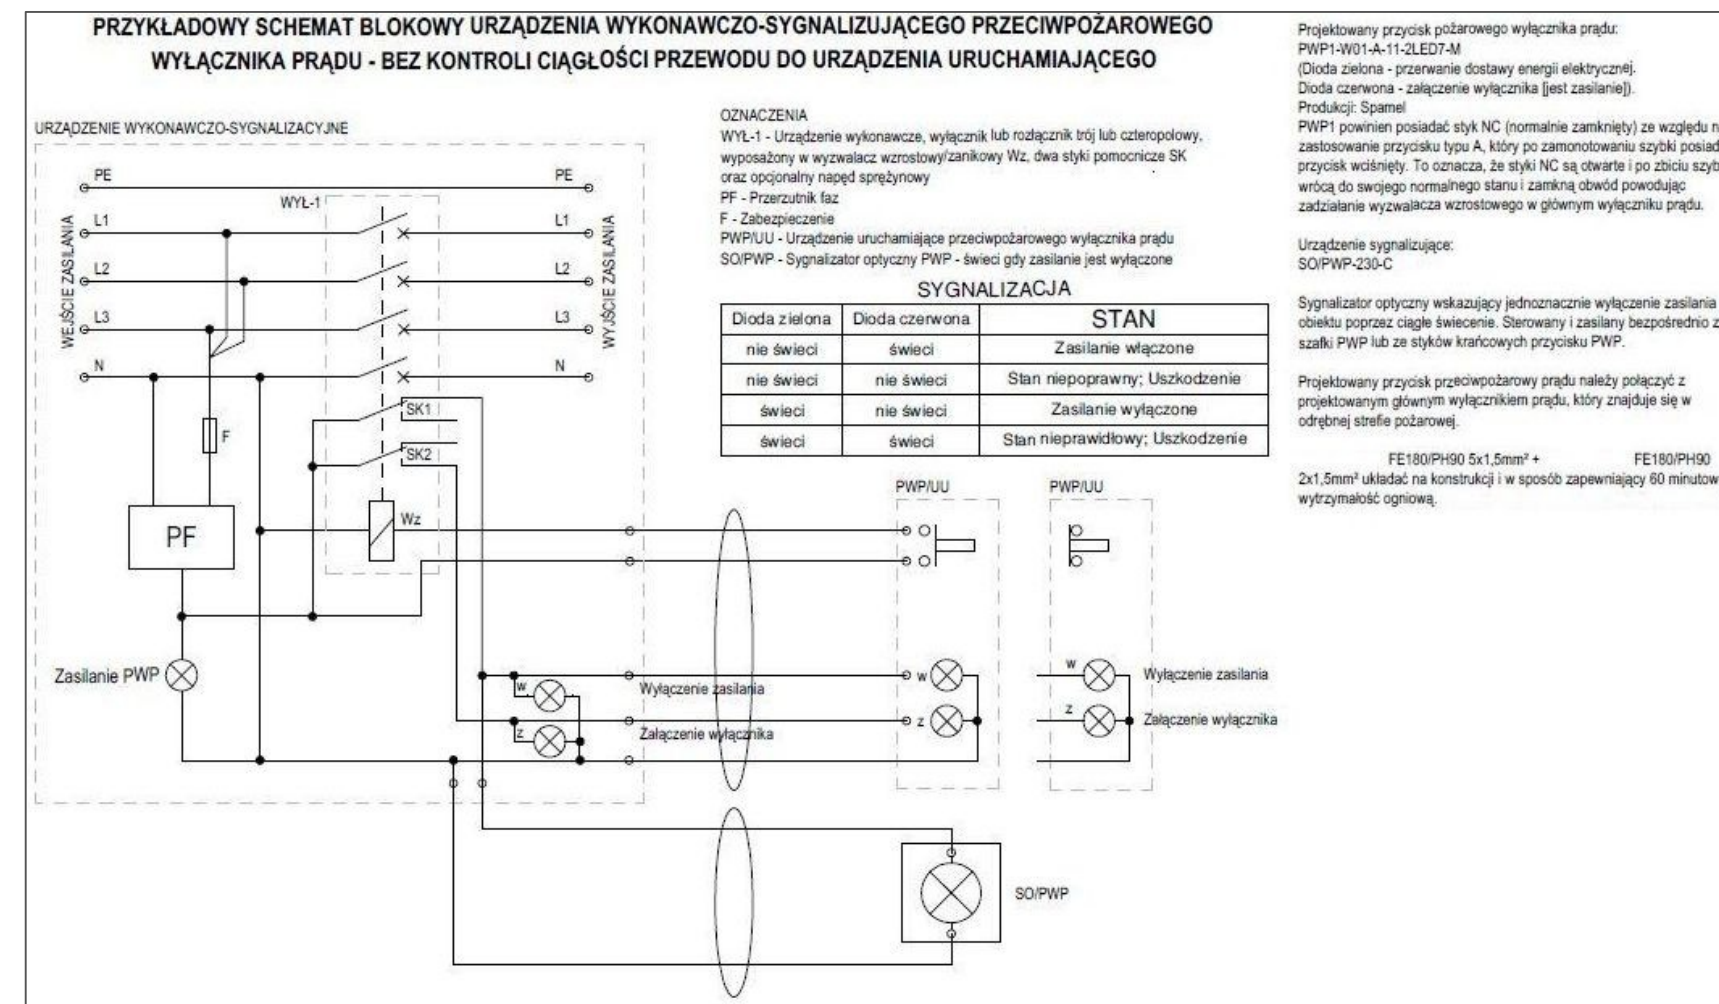 PRZYKŁADOWY SCHEMAT BLOKOWY URZĄDZENIA WYKONAWCZO-SYGNALIZUJĄCEGO PRZECIWPOŻAROWEGO
WYŁĄCZNIKA PRĄDU - BEZ KONTROLI CIĄGŁOŚCI PRZEWODU DO URZĄDZENIA URUCHAMIAJĄCEGO
URZĄDZENIE WYKONAWCZO-SYGNALIZACYJNE
WEJŚCIE ZASILANIA
PE
PE
WYŁ-1
L1
L1
L2
L2
L3
L3
N
N
WYJŚCIE ZASILANIA
SK1
F
SK2
PF
Wz
Zasilanie PWP
w
Wyłączenie zasilania
z
Załączenie wyłącznika
OZNACZENIA
WYŁ-1 - Urządzenie wykonawcze, wyłącznik lub rozłącznik trój lub czteropolowy,
wyposażony w wyzwalacz wzrostowy/zanikowy Wz, dwa styki pomocnicze SK
oraz opcjonalny napęd sprężynowy
PF - Przerzutnik faz
F - Zabezpieczenie
PWP/UU - Urządzenie uruchamiające przeciwpożarowego wyłącznika prądu
SO/PWP - Sygnalizator optyczny PWP - świeci gdy zasilanie jest wyłączone
SYGNALIZACJA
Dioda zielona Dioda czerwona STAN
nie świeci świeci Zasilanie włączone
nie świeci nie świeci Stan niepoprawny; Uszkodzenie
świeci nie świeci Zasilanie wyłączone
świeci świeci Stan nieprawidłowy; Uszkodzenie
PWP/UU
PWP/UU
w
w
Wyłączenie zasilania
z
z
Załączenie wyłącznika
SO/PWP
Projektowany przycisk pożarowego wyłącznika prądu:
PWP1-W01-A-11-2LED7-M
(Dioda zielona - przerwanie dostawy energii elektrycznej.
Dioda czerwona - załączenie wyłącznika [jest zasilanie]).
Produkcji: Spamel
PWP1 powinien posiadać styk NC (normalnie zamknięty) ze względu n
zastosowanie przycisku typu A, który po zamonotowaniu szybki posiad
przycisk wciśnięty. To oznacza, że styki NC są otwarte i po zbiciu szyb
wrócą do swojego normalnego stanu i zamkną obwód powodując
zadziałanie wyzwalacza wzrostowego w głównym wyłączniku prądu.
Urządzenie sygnalizujące:
SO/PWP-230-C
Sygnalizator optyczny wskazujący jednoznacznie wyłączenie zasilania
obiektu poprzez ciągłe świecenie. Sterowany i zasilany bezpośrednio z
szafki PWP lub ze styków krańcowych przycisku PWP.
Projektowany przycisk przeciwpożarowy prądu należy połączyć z
projektowanym głównym wyłącznikiem prądu, który znajduje się w
odrębnej strefie pożarowej.
FE180/PH90 5x1,5mm² + FE180/PH90
2x1,5mm² układać na konstrukcji i w sposób zapewniający 60 minutow
wytrzymałość ogniową.